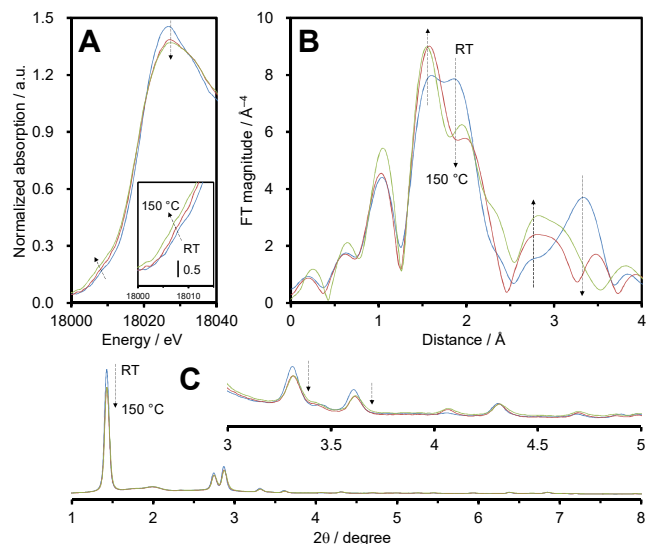 A
Normalized absorption / a.u.
1.5
1.2
0.9
0.6
0.3
0.0
150 °C
RT
0.5
18000
18010
18000
18020
18040
Energy / eV
B
FT magnitude / Å⁻⁴
10
8
6
4
2
0
RT
150 °C
0
1
2
3
4
Distance / Å
C
RT
150 °C
3
3.5
4
4.5
5
1
2
3
4
5
6
7
8
2θ / degree